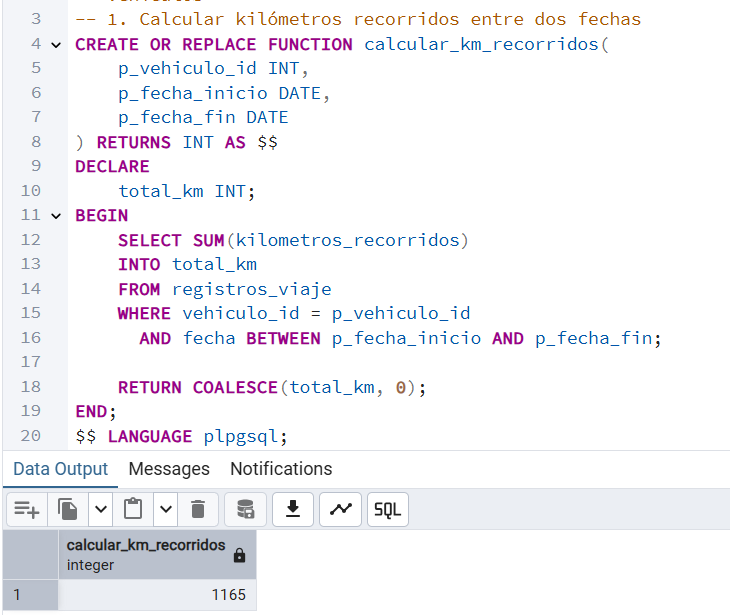 3 -- 1. Calcular kilómetros recorridos entre dos fechas
4 CREATE OR REPLACE FUNCTION calcular_km_recorridos(
5 p_vehiculo_id INT,
6 p_fecha_inicio DATE,
7 p_fecha_fin DATE
8 ) RETURNS INT AS $$
9 DECLARE
10 total_km INT;
11 BEGIN
12 SELECT SUM(kilometros_recorridos)
13 INTO total_km
14 FROM registros_viaje
15 WHERE vehiculo_id = p_vehiculo_id
16 AND fecha BETWEEN p_fecha_inicio AND p_fecha_fin;
17
18 RETURN COALESCE(total_km, 0);
19 END;
20 $$ LANGUAGE plpgsql;
Data Output Messages Notifications
SQL
calcular_km_recorridos
integer
1 1165